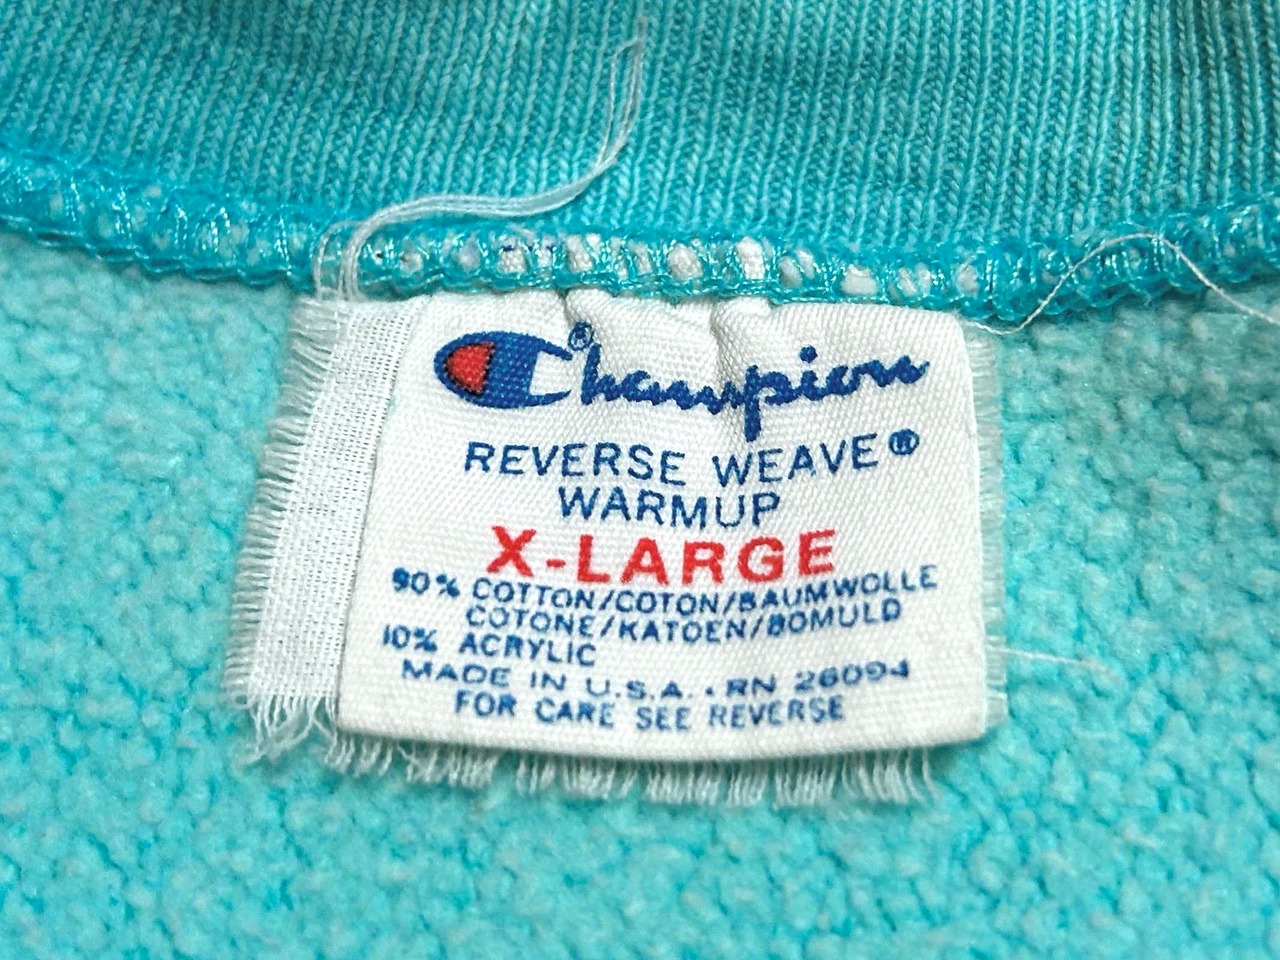 Champion®
REVERSE WEAVE®
WARMUP
X-LARGE
90% COTTON/COTON/BAUMWOLLE
COTONE/KATOEN/BOMULD
10% ACRYLIC
MADE IN U.S.A. • RN 26094
FOR CARE SEE REVERSE